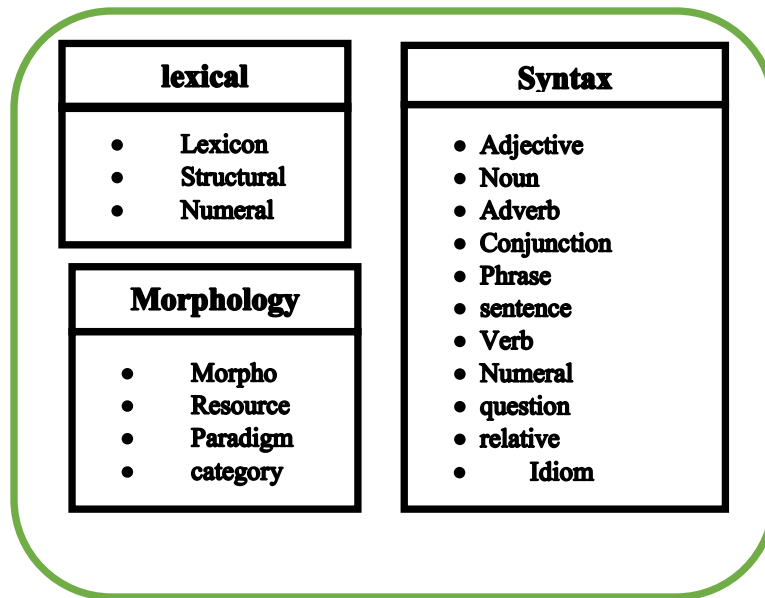 lexical
• Lexicon
• Structural
• Numeral
Morphology
• Morpho
• Resource
• Paradigm
• category
Syntax
• Adjective
• Noun
• Adverb
• Conjunction
• Phrase
• sentence
• Verb
• Numeral
• question
• relative
• Idiom